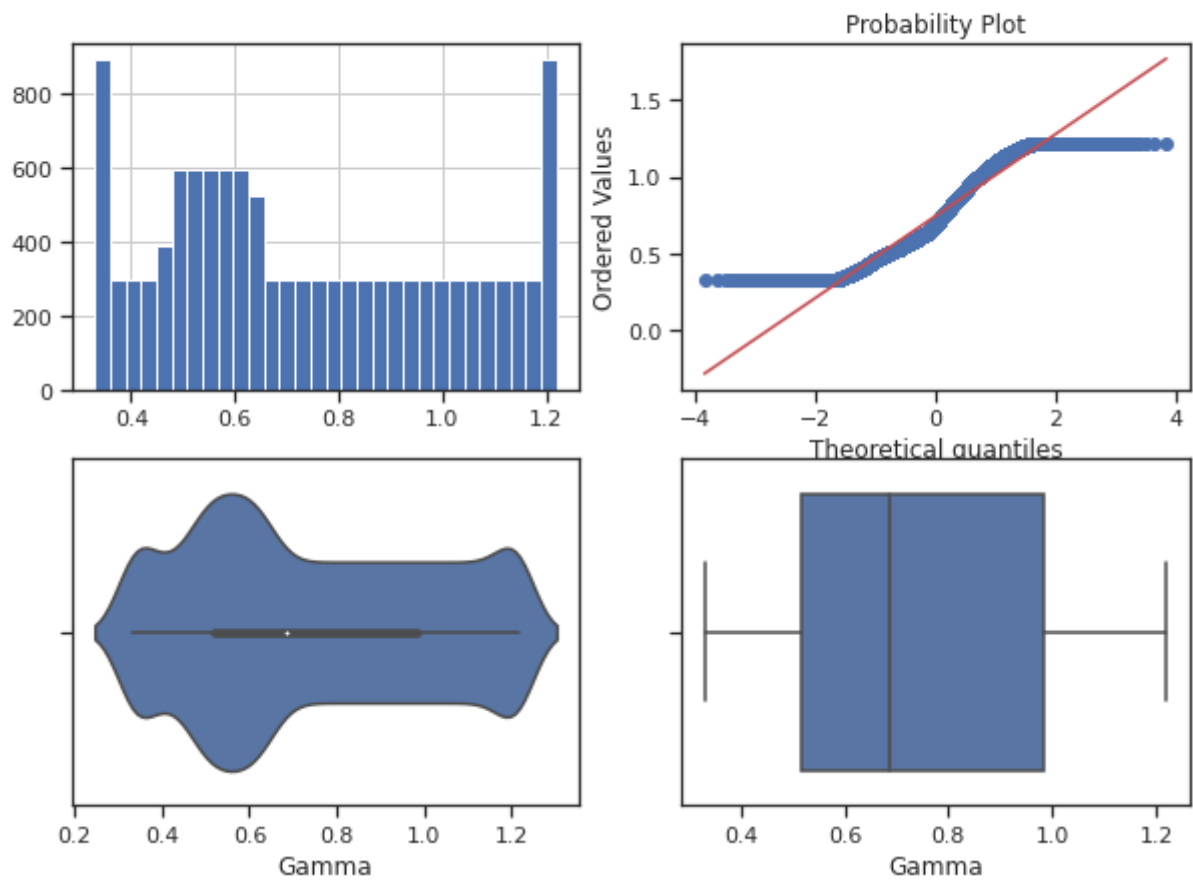 Probability Plot
800
600
400
200
0
0.4 0.6 0.8 1.0 1.2
Ordered Values
1.5
1.0
0.5
0.0
−4 −2 0 2 4
Theoretical quantiles
0.2 0.4 0.6 0.8 1.0 1.2
Gamma
0.4 0.6 0.8 1.0 1.2
Gamma